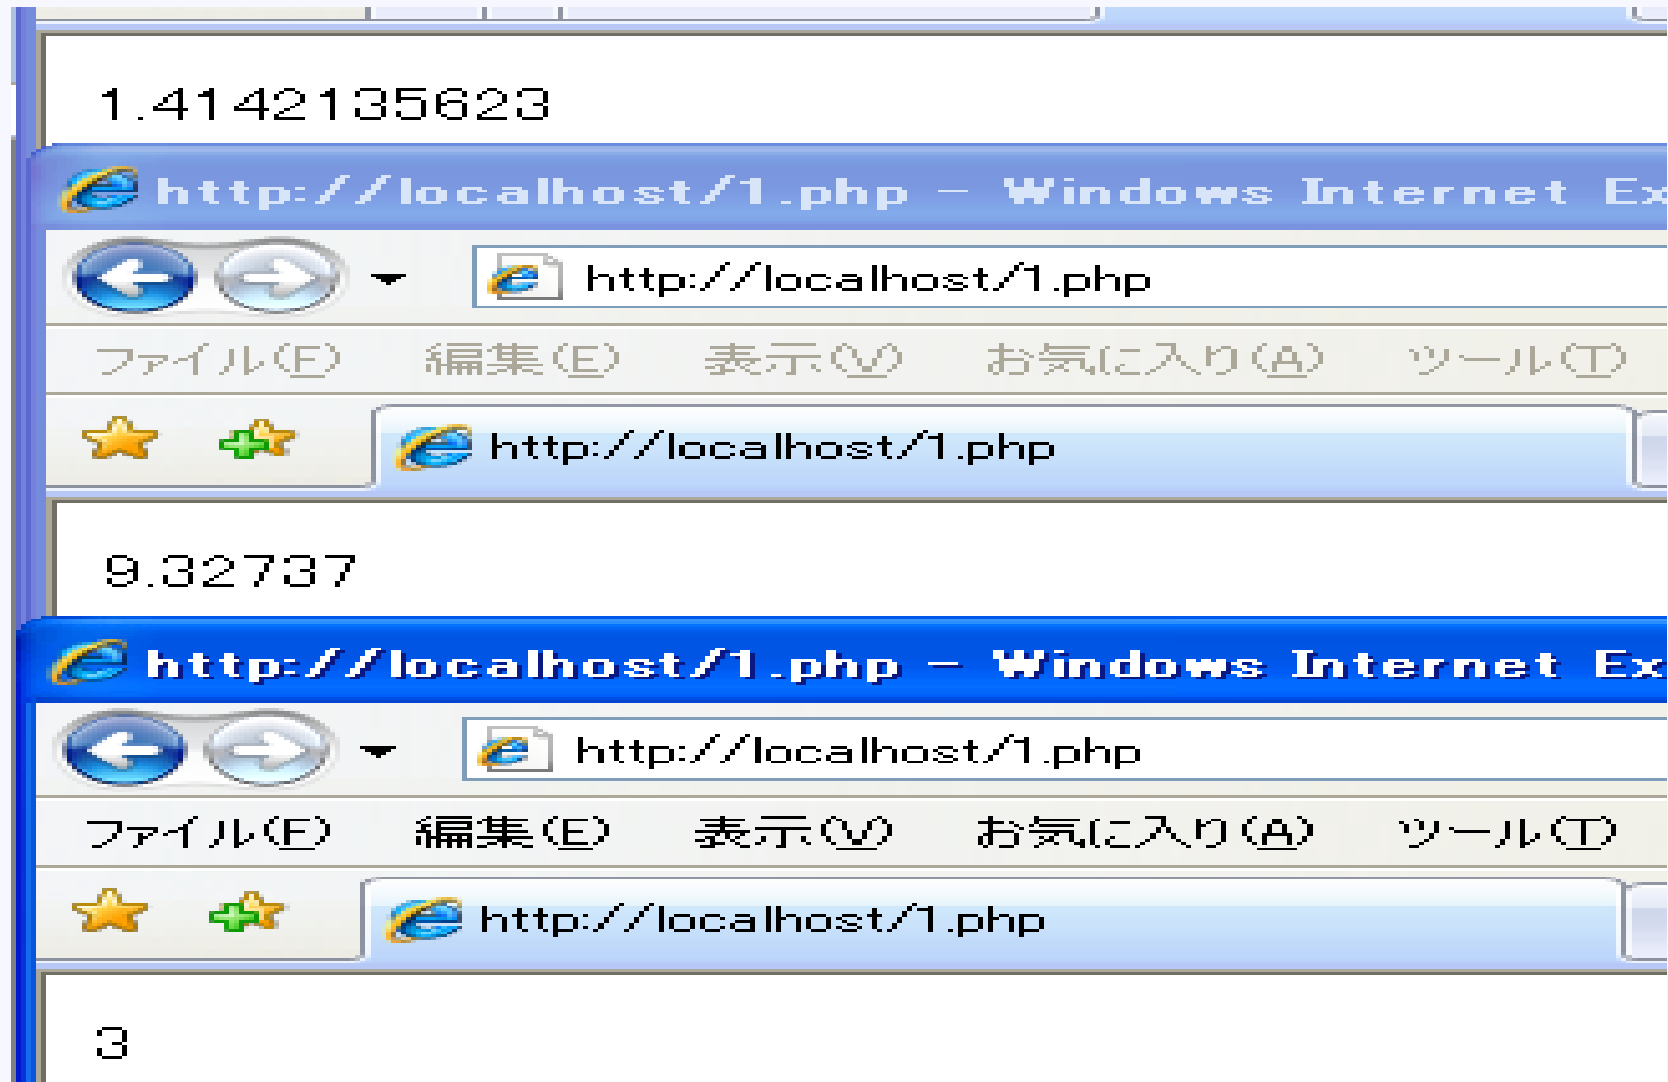 1.4142135623
http://localhost/1.php - Windows Internet Ex
http://localhost/1.php
ファイル(F) 編集(E) 表示(V) お気に入り(A) ツール(T)
http://localhost/1.php
9.32737
http://localhost/1.php - Windows Internet Ex
http://localhost/1.php
ファイル(F) 編集(E) 表示(V) お気に入り(A) ツール(T)
http://localhost/1.php
3